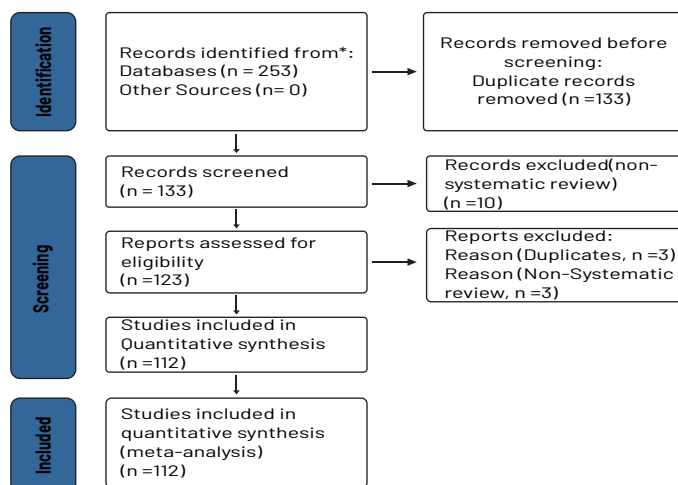 Identification
Records identified from*:
Databases (n = 253)
Other Sources (n= 0)
Records removed before
screening:
Duplicate records
removed (n =133)
Screening
Records screened
(n = 133)
Records excluded(non-
systematic review)
(n =10)
Reports assessed for
eligibility
(n =123)
Reports excluded:
Reason (Duplicates, n =3)
Reason (Non-Systematic
review, n =3)
Studies included in
Quantitative synthesis
(n =112)
Included
Studies included in
quantitative synthesis
(meta-analysis)
(n =112)